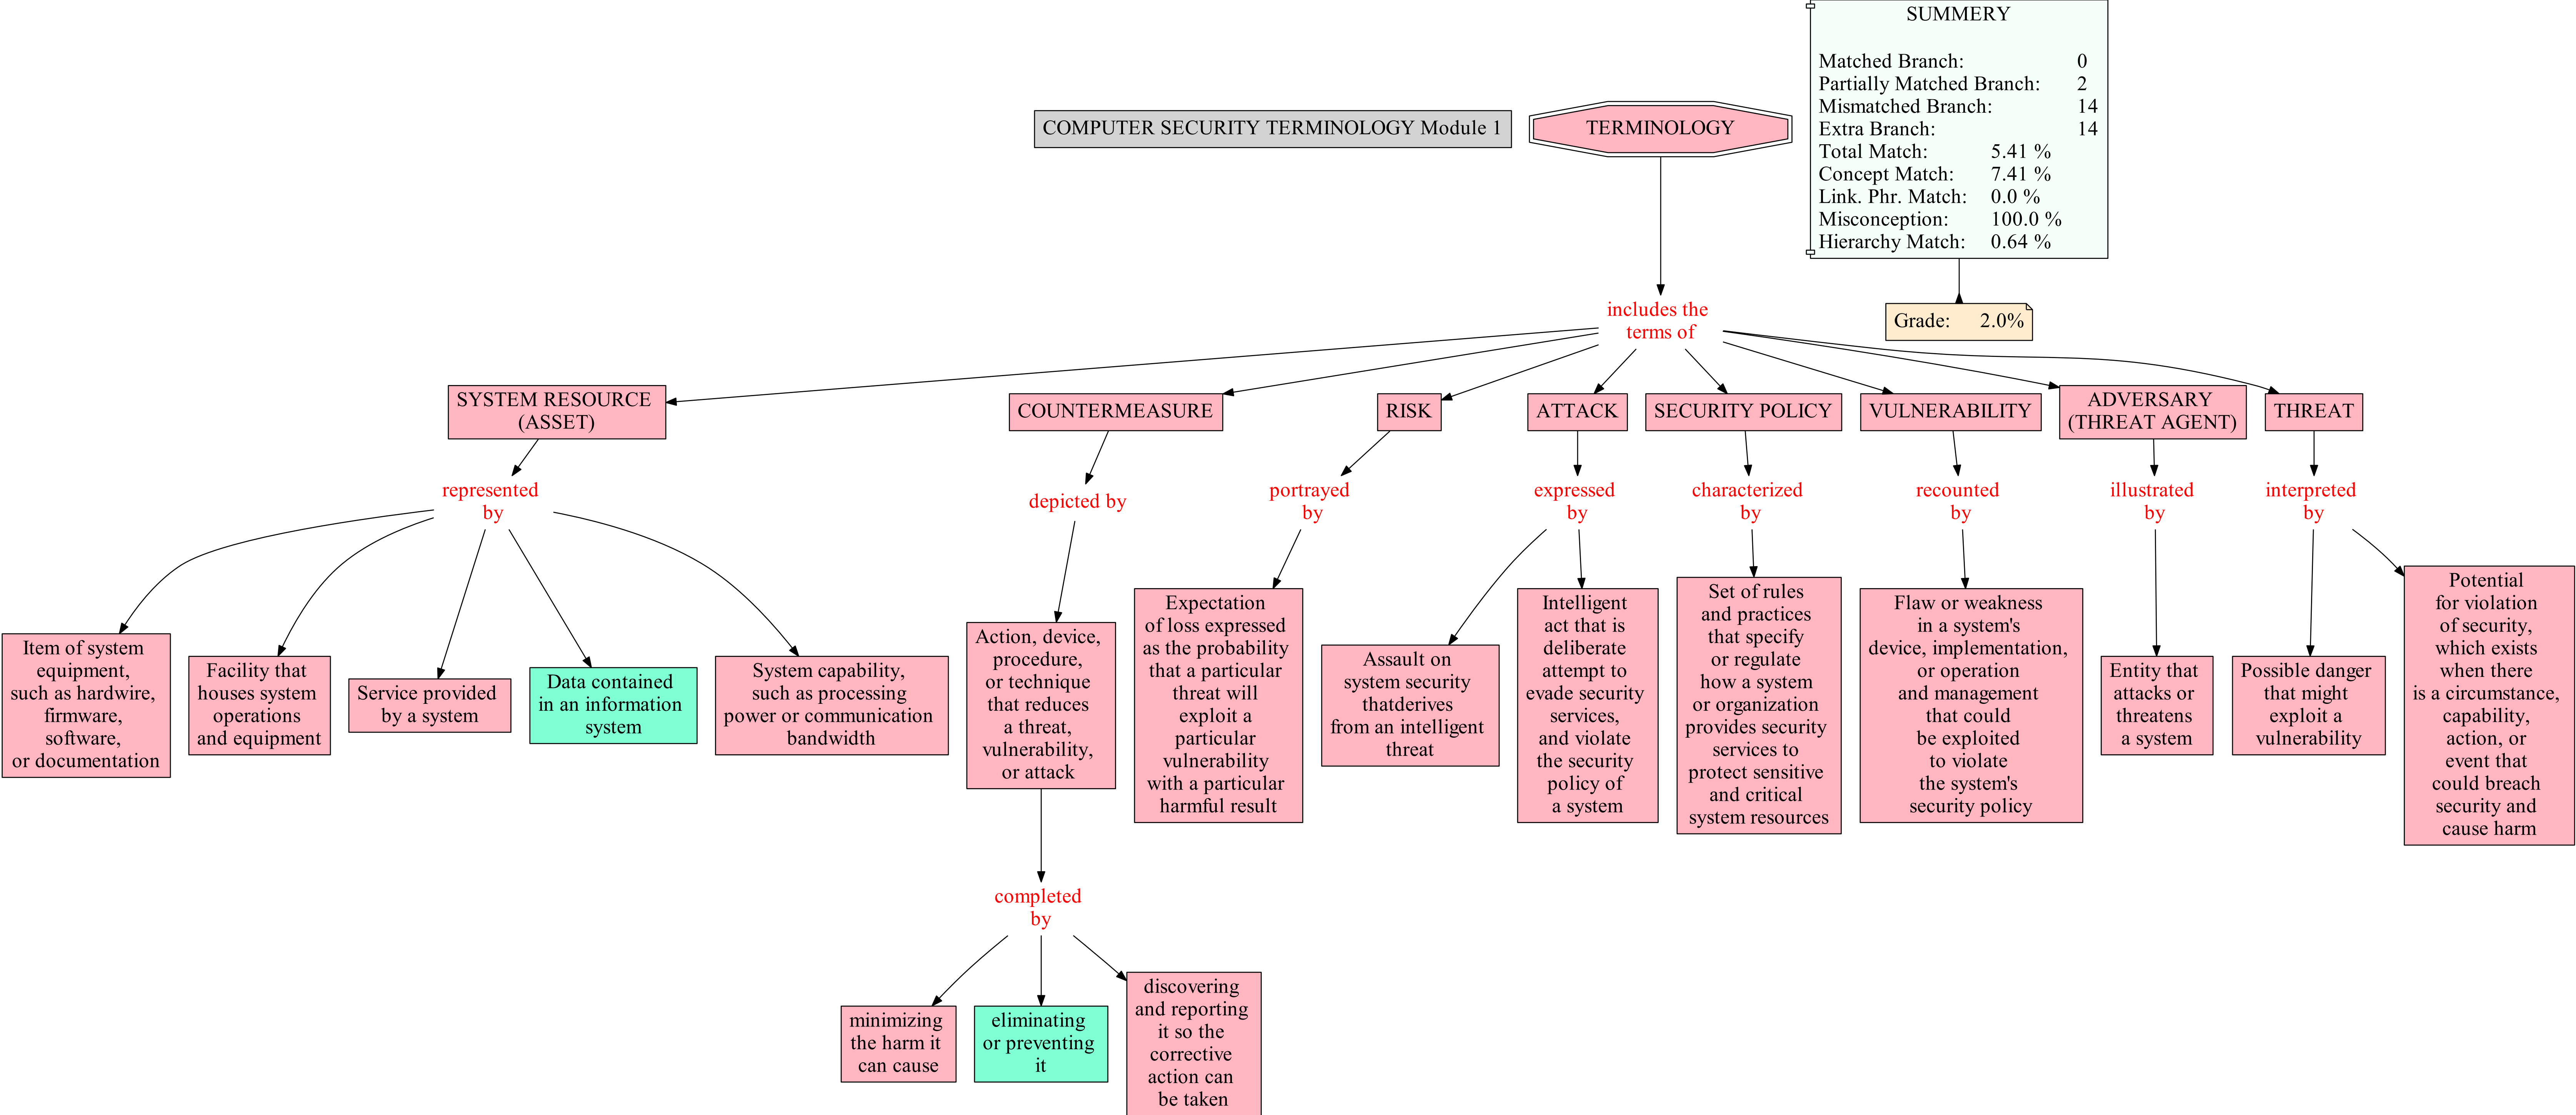 SUMMERY
Matched Branch: 0
Partially Matched Branch: 2
Mismatched Branch: 14
Extra Branch: 14
Total Match: 5.41 %
Concept Match: 7.41 %
Link. Phr. Match: 0.0 %
Misconception: 100.0 %
Hierarchy Match: 0.64 %
COMPUTER SECURITY TERMINOLOGY Module 1
TERMINOLOGY
Grade: 2.0%
includes the
terms of
SYSTEM RESOURCE
(ASSET)
COUNTERMEASURE
RISK
ATTACK
SECURITY POLICY
VULNERABILITY
ADVERSARY
(THREAT AGENT)
THREAT
represented
by
depicted by
portrayed
by
expressed
by
characterized
by
recounted
by
illustrated
by
interpreted
by
Item of system
equipment,
such as hardwire,
firmware,
software,
or documentation
Facility that
houses system
operations
and equipment
Service provided
by a system
Data contained
in an information
system
System capability,
such as processing
power or communication
bandwidth
Action, device,
procedure,
or technique
that reduces
a threat,
vulnerability,
or attack
Expectation
of loss expressed
as the probability
that a particular
threat will
exploit a
particular
vulnerability
with a particular
harmful result
Assault on
system security
thatderives
from an intelligent
threat
Intelligent
act that is
deliberate
attempt to
evade security
services,
and violate
the security
policy of
a system
Set of rules
and practices
that specify
or regulate
how a system
or organization
provides security
services to
protect sensitive
and critical
system resources
Flaw or weakness
in a system's
device, implementation,
or operation
and management
that could
be exploited
to violate
the system's
security policy
Entity that
attacks or
threatens
a system
Possible danger
that might
exploit a
vulnerability
Potential
for violation
of security,
which exists
when there
is a circumstance,
capability,
action, or
event that
could breach
security and
cause harm
completed
by
minimizing
the harm it
can cause
eliminating
or preventing
it
discovering
and reporting
it so the
corrective
action can
be taken